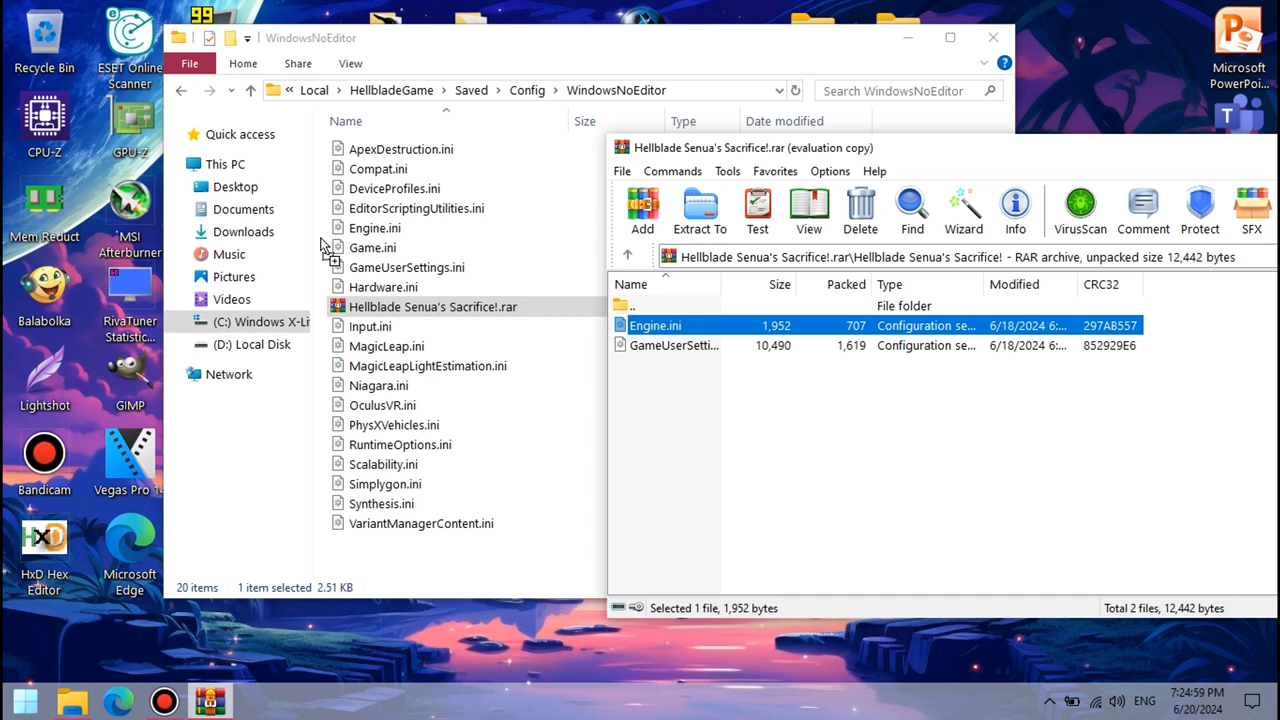 99
Recycle Bin
ESET Online Scanner
CPU-Z
GPU-Z
Mem Reduct
MSI Afterburner
Balabolka
RivaTuner Statistic...
Lightshot
GIMP
Bandicam
Vegas Pro 14
HxD Hex Editor
Microsoft Edge
Microsoft PowerPoi...
WindowsNoEditor
File Home Share View
« Local > HellbladeGame > Saved > Config > WindowsNoEditor
Search WindowsNoEditor
Quick access
This PC
Desktop
Documents
Downloads
Music
Pictures
Videos
(C:) Windows X-Li
(D:) Local Disk
Network
Name Size Type Date modified
ApexDestruction.ini
Compat.ini
DeviceProfiles.ini
EditorScriptingUtilities.ini
Engine.ini
Game.ini
GameUserSettings.ini
Hardware.ini
Hellblade Senua's Sacrifice!.rar
Input.ini
MagicLeap.ini
MagicLeapLightEstimation.ini
Niagara.ini
OculusVR.ini
PhysXVehicles.ini
RuntimeOptions.ini
Scalability.ini
Simplygon.ini
Synthesis.ini
VariantManagerContent.ini
20 items 1 item selected 2.51 KB
Hellblade Senua's Sacrifice!.rar (evaluation copy)
File Commands Tools Favorites Options Help
Add Extract To Test View Delete Find Wizard Info VirusScan Comment Protect SFX
Hellblade Senua's Sacrifice!.rar\Hellblade Senua's Sacrifice! - RAR archive, unpacked size 12,442 bytes
Name Size Packed Type Modified CRC32
.. File folder
Engine.ini 1,952 707 Configuration se... 6/18/2024 6:... 297AB557
GameUserSetti... 10,490 1,619 Configuration se... 6/18/2024 6:... 852929E6
Selected 1 file, 1,952 bytes
Total 2 files, 12,442 bytes
ENG
7:24:59 PM
6/20/2024